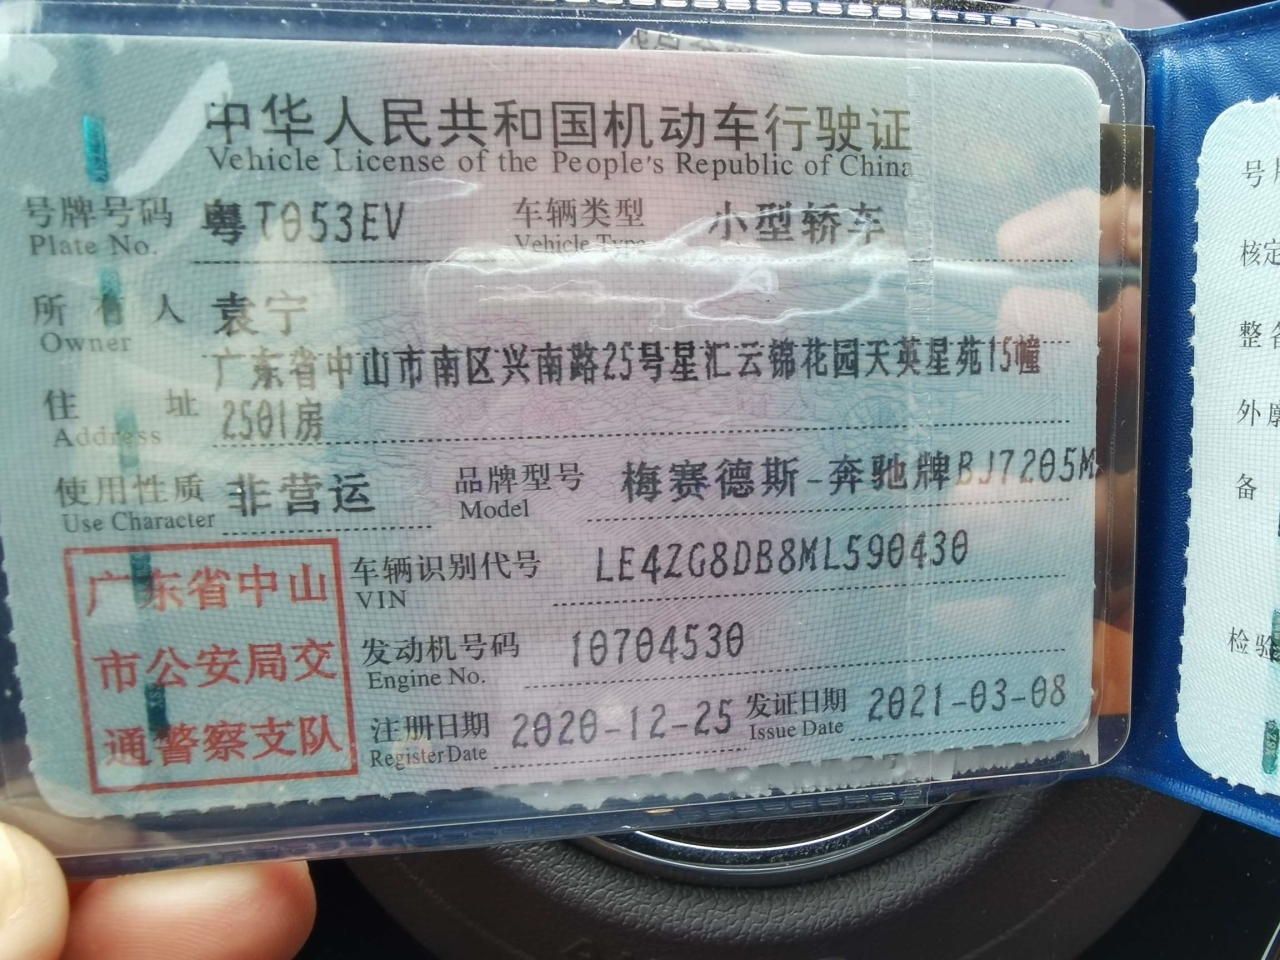 中华人民共和国机动车行驶证
Vehicle License of the People's Republic of China
号牌号码 粤T053EV 车辆类型 小型轿车
Plate No. Vehicle Type
所有人 袁宁
Owner
广东省中山市南区兴南路25号星汇云锦花园天英星苑15幢
住址 2501房
Address
使用性质 非营运 品牌型号 梅赛德斯-奔驰牌BJ7205M
Use Character Model
车辆识别代号 LE4ZG8DB8ML590430
VIN
发动机号码 10704530
Engine No.
注册日期 2020-12-25 发证日期 2021-03-08
Register Date Issue Date
广东省中山
市公安局交
通警察支队
号
核定
整备
外廓
备
检验